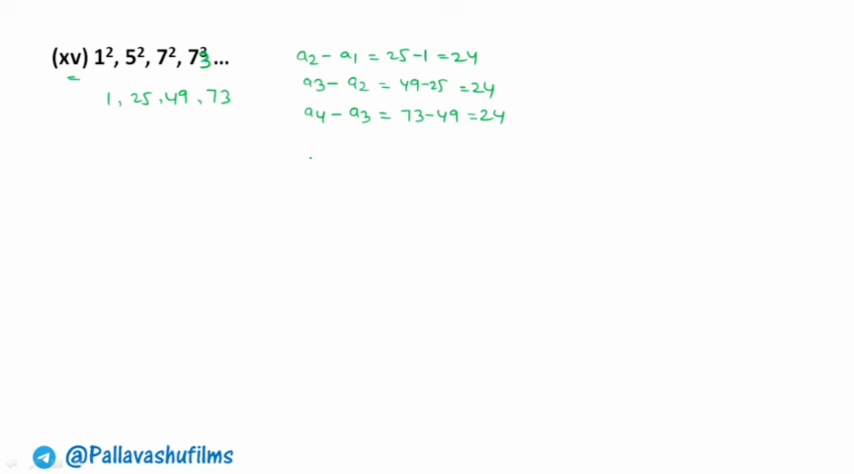 (xv) 1², 5², 7², 73 ...
1, 25, 49, 73
a₂ - a₁ = 25 - 1 = 24
a₃ - a₂ = 49 - 25 = 24
a₄ - a₃ = 73 - 49 = 24
@Pallavashufilms